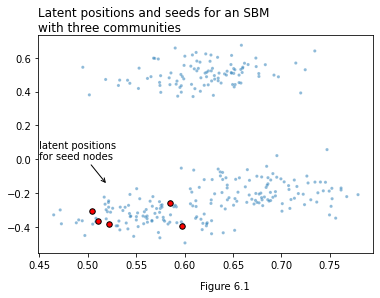 Latent positions and seeds for an SBM
with three communities
0.6
0.4
0.2
0.0
−0.2
−0.4
latent positions
for seed nodes
0.45 0.50 0.55 0.60 0.65 0.70 0.75
Figure 6.1